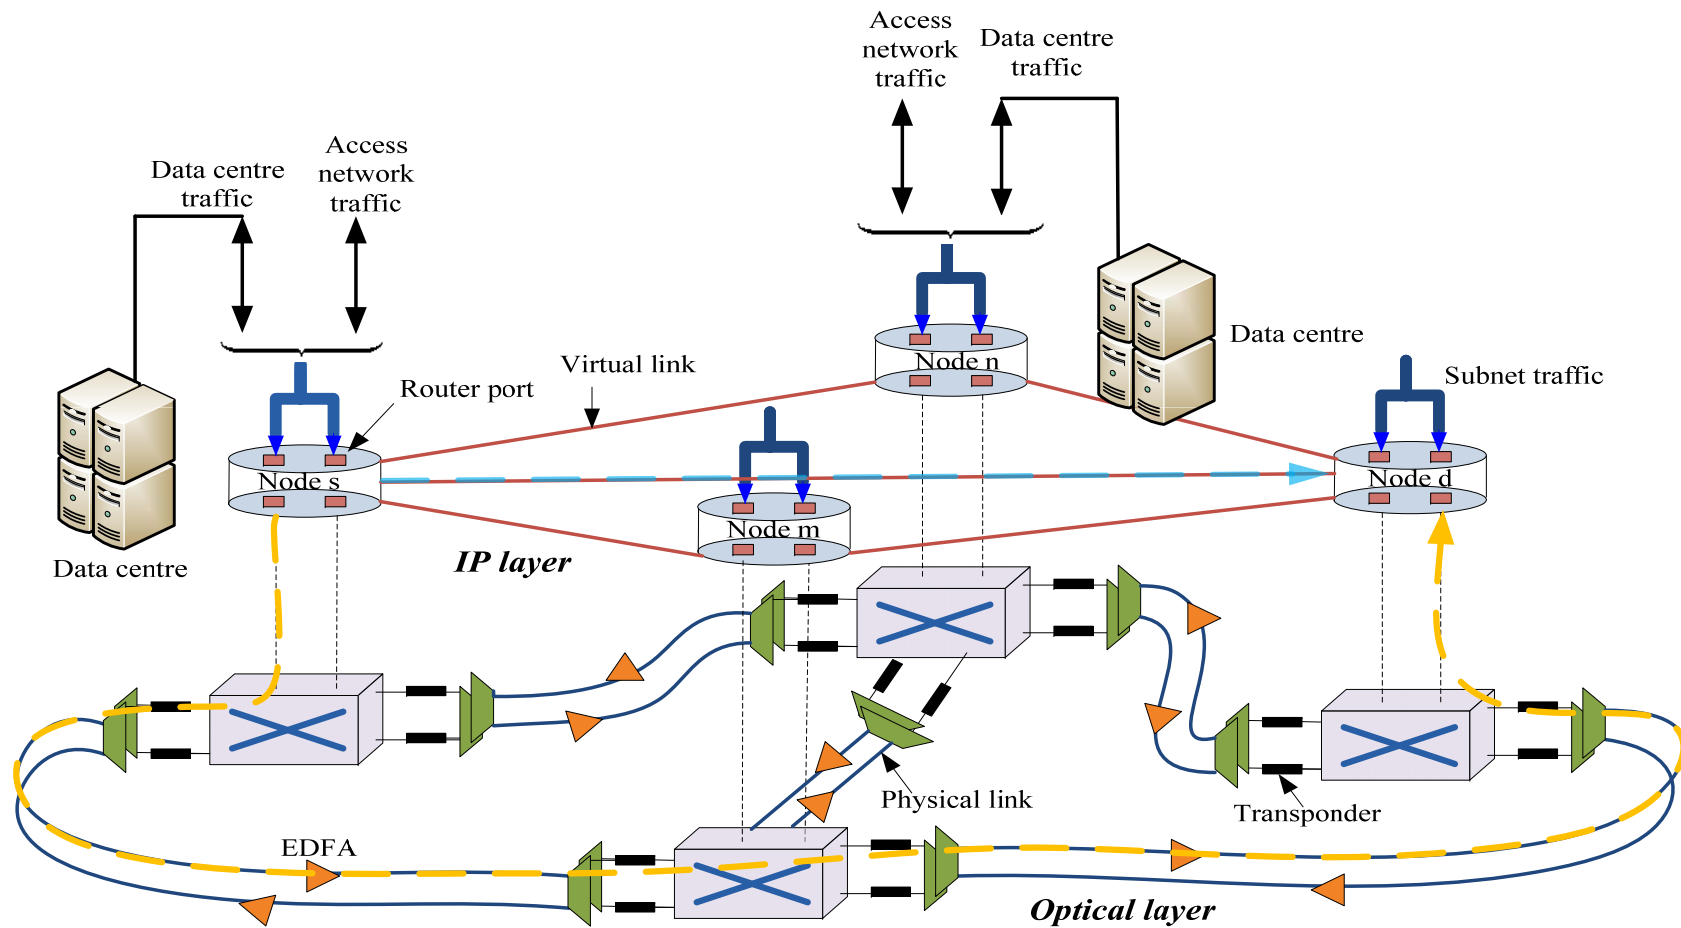 Access
network
traffic
Data centre
traffic
Access
network
traffic
Data centre
traffic
Data centre
Node n
Virtual link
Subnet traffic
Router port
Node s
Node d
Node m
IP layer
Data centre
Physical link
Transponder
EDFA
Optical layer